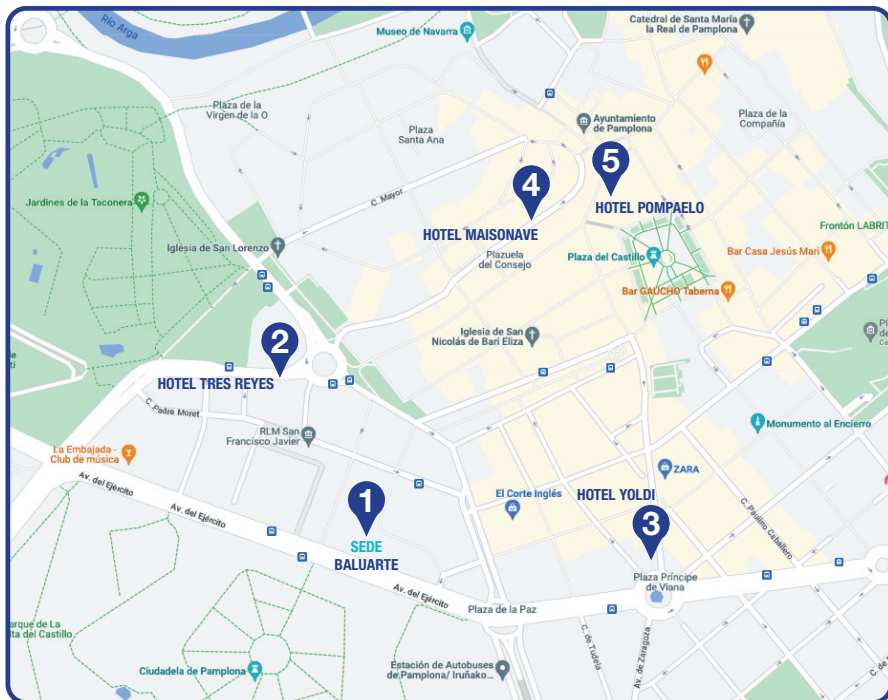 Río Arga
Museo de Navarra
Catedral de Santa María
la Real de Pamplona
Plaza de la
Virgen de la O
Plaza
Santa Ana
Ayuntamiento
de Pamplona
Plaza de la
Compañía
5
4
HOTEL POMPAELO
Jardines de la Taconera
C. Mayor
HOTEL MAISONAVE
Frontón LABRIT
Iglesia de San Lorenzo
Plazuela
del Consejo
Plaza del Castillo
Bar Casa Jesús Mari
Bar GAUCHO Taberna
2
Iglesia de San
Nicolás de Bari Eliza
HOTEL TRES REYES
C. Padre Moret
RLM San
Francisco Javier
Monumento al Encierro
La Embajada -
Club de música
Av. del Ejército
Av. del Ejército
ZARA
El Corte Inglés
HOTEL YOLDI
C. Paulino Caballero
1
3
SEDE
BALUARTE
Av. del Ejército
Plaza Príncipe
de Viana
Plaza de la Paz
arque de La
lta del Castillo
C. de Tudela
Av. de Zaragoza
Ciudadela de Pamplona
Estación de Autobuses
de Pamplona/ Iruñako...